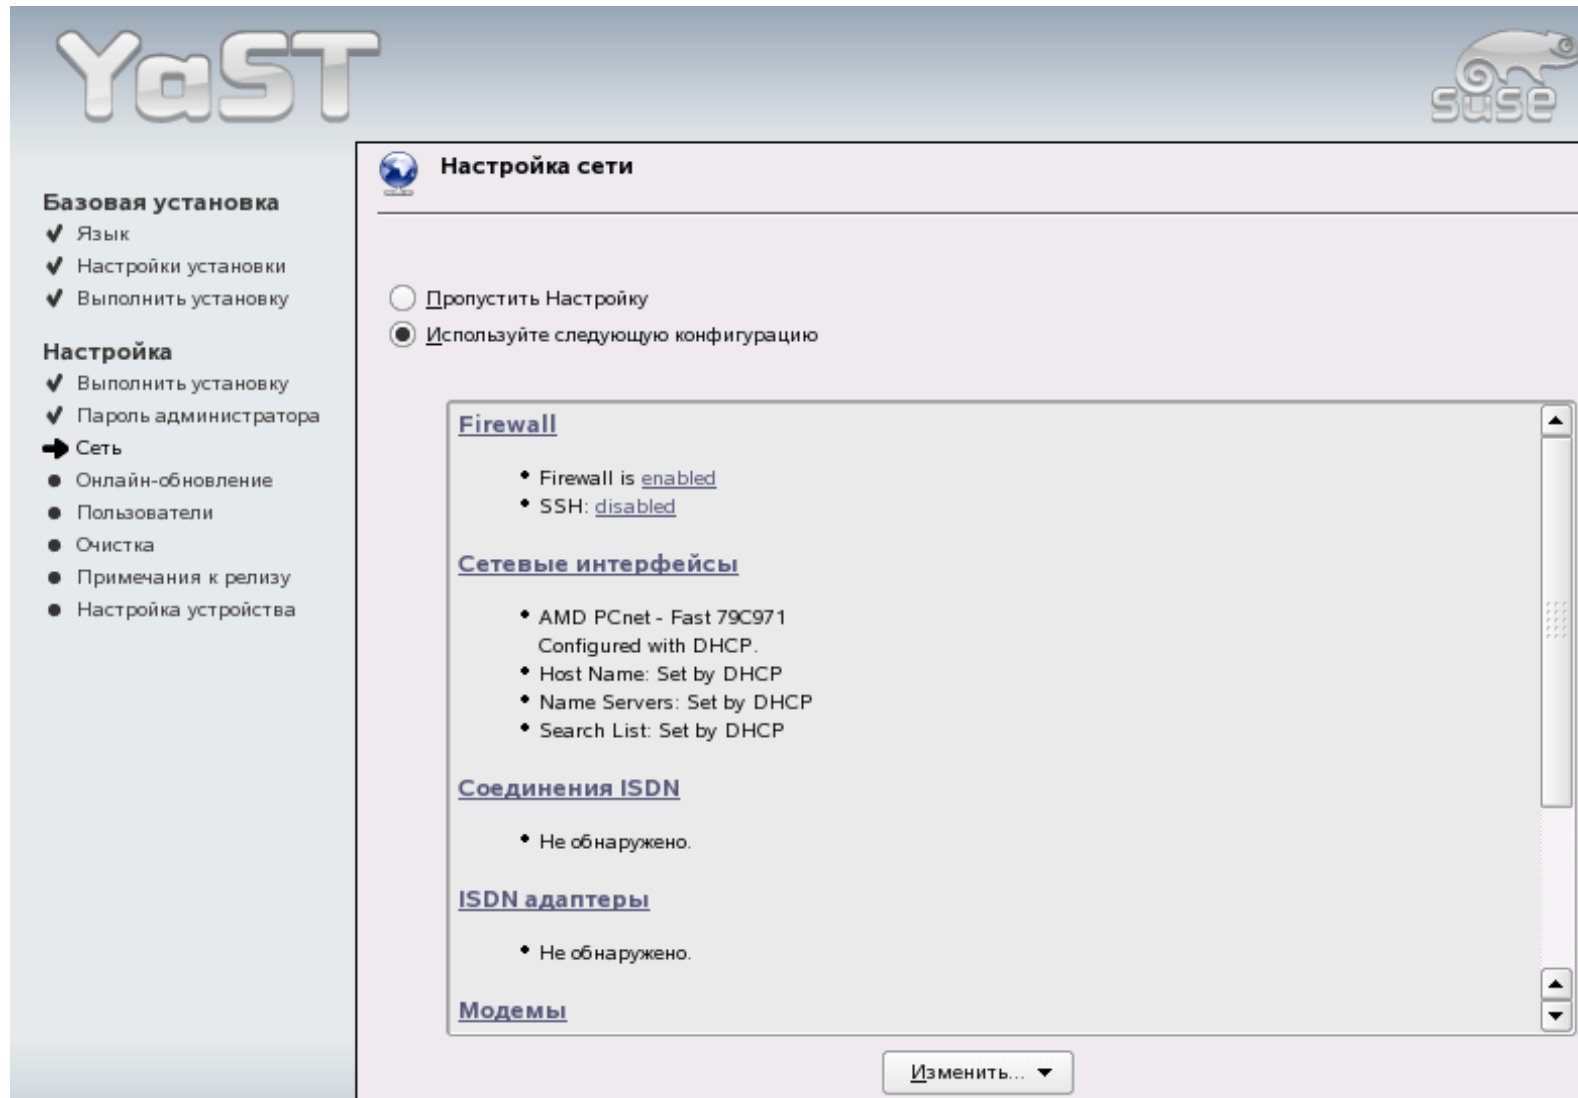 YaST
suse
Базовая установка
Язык
Настройки установки
Выполнить установку
Настройка
Выполнить установку
Пароль администратора
Сеть
Онлайн-обновление
Пользователи
Очистка
Примечания к релизу
Настройка устройства
Настройка сети
Пропустить Настройку
Используйте следующую конфигурацию
Firewall
• Firewall is enabled
• SSH: disabled
Сетевые интерфейсы
• AMD PCnet - Fast 79C971
Configured with DHCP.
• Host Name: Set by DHCP
• Name Servers: Set by DHCP
• Search List: Set by DHCP
Соединения ISDN
• Не обнаружено.
ISDN адаптеры
• Не обнаружено.
Модемы
Изменить...